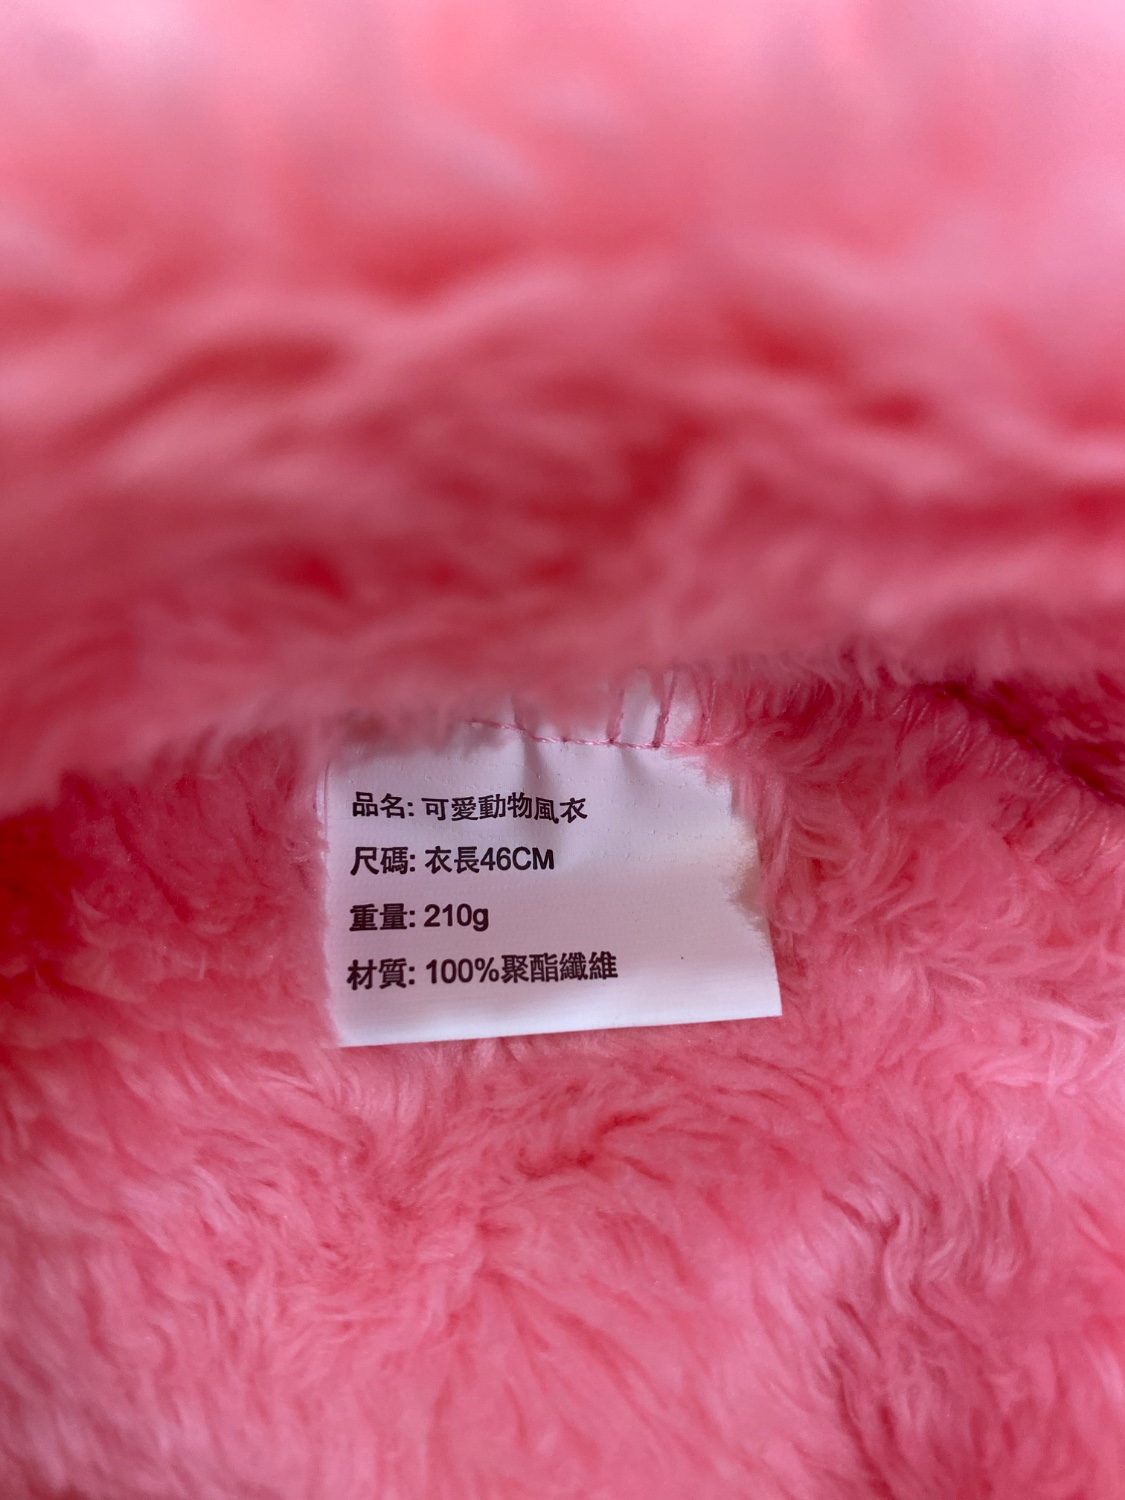 品名: 可愛動物風衣
尺碼: 衣長46CM
重量: 210g
材質: 100%聚酯纖維